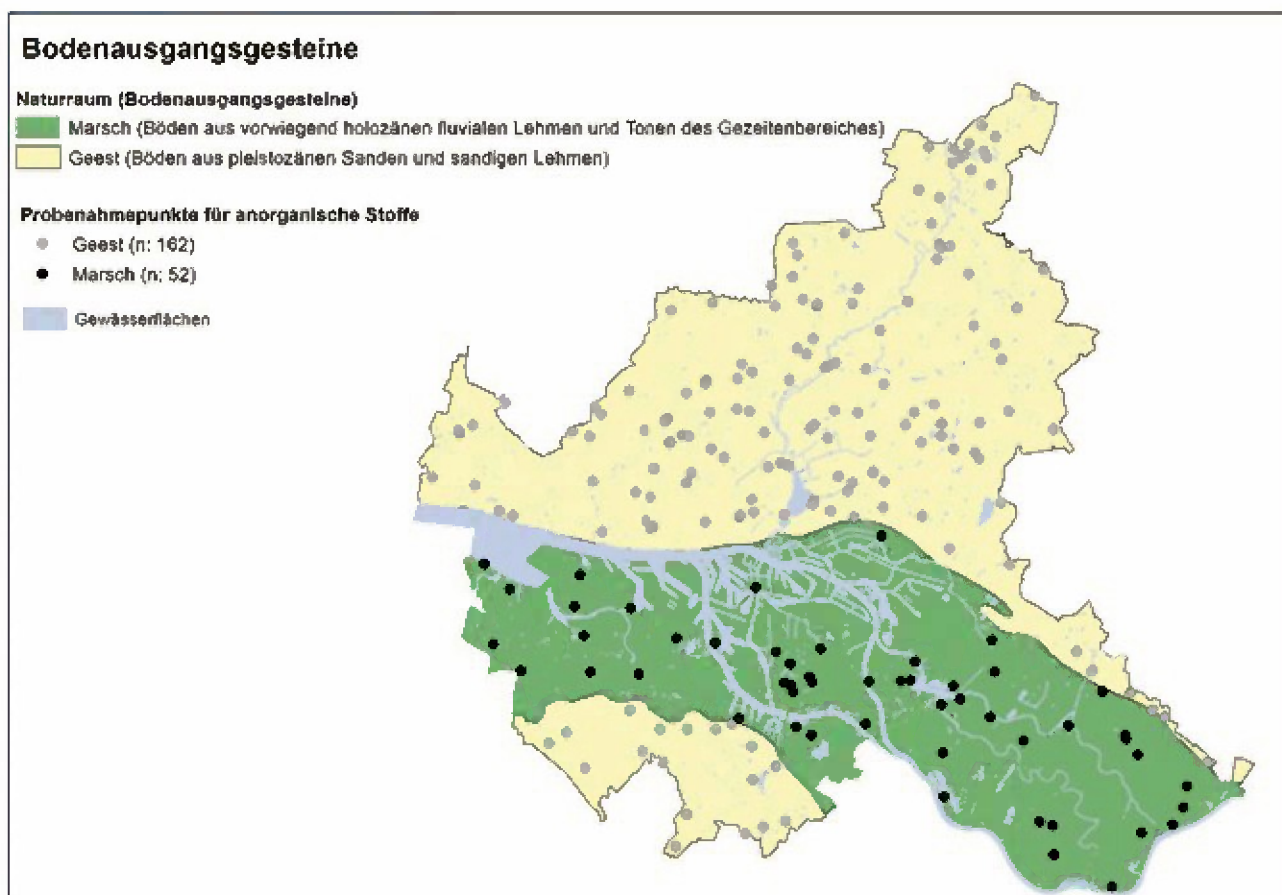 Bodenausgangsgesteine
Naturraum (Bodenausgangsgesteine)
Marsch (Böden aus vorwiegend holozänen fluvialen Lehmen und Tonen des Gezeitenbereiches)
Geest (Böden aus pleistozänen Sanden und sandigen Lehmen)
Probenahmepunkte für anorganische Stoffe
Geest (n: 162)
Marsch (n: 52)
Gewässerflächen